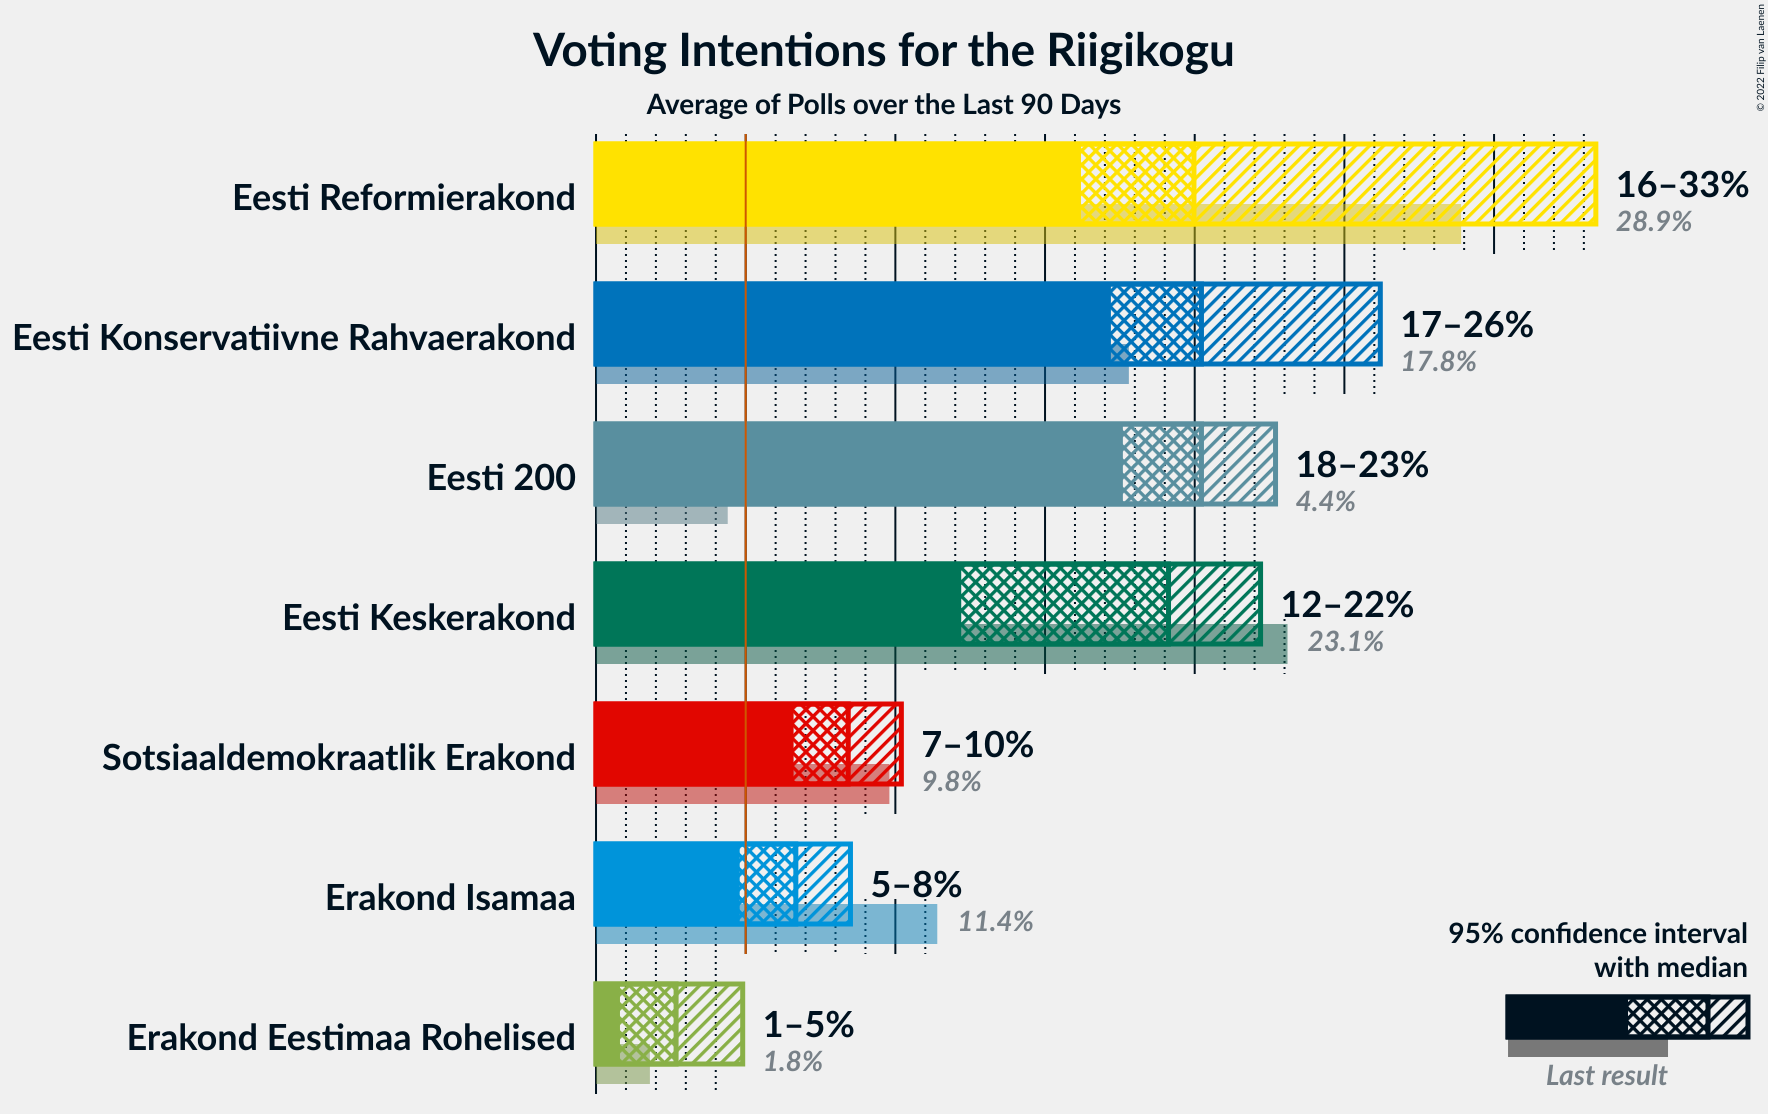 Voting Intentions for the Riigikogu
Average of Polls over the Last 90 Days
© 2022 Filip van Laenen
Eesti Reformierakond
16–33%
28.9%
Eesti Konservatiivne Rahvaerakond
17–26%
17.8%
Eesti 200
18–23%
4.4%
Eesti Keskerakond
12–22%
23.1%
Sotsiaaldemokraatlik Erakond
7–10%
9.8%
Erakond Isamaa
5–8%
11.4%
Erakond Eestimaa Rohelised
1–5%
1.8%
95% confidence interval
with median
Last result